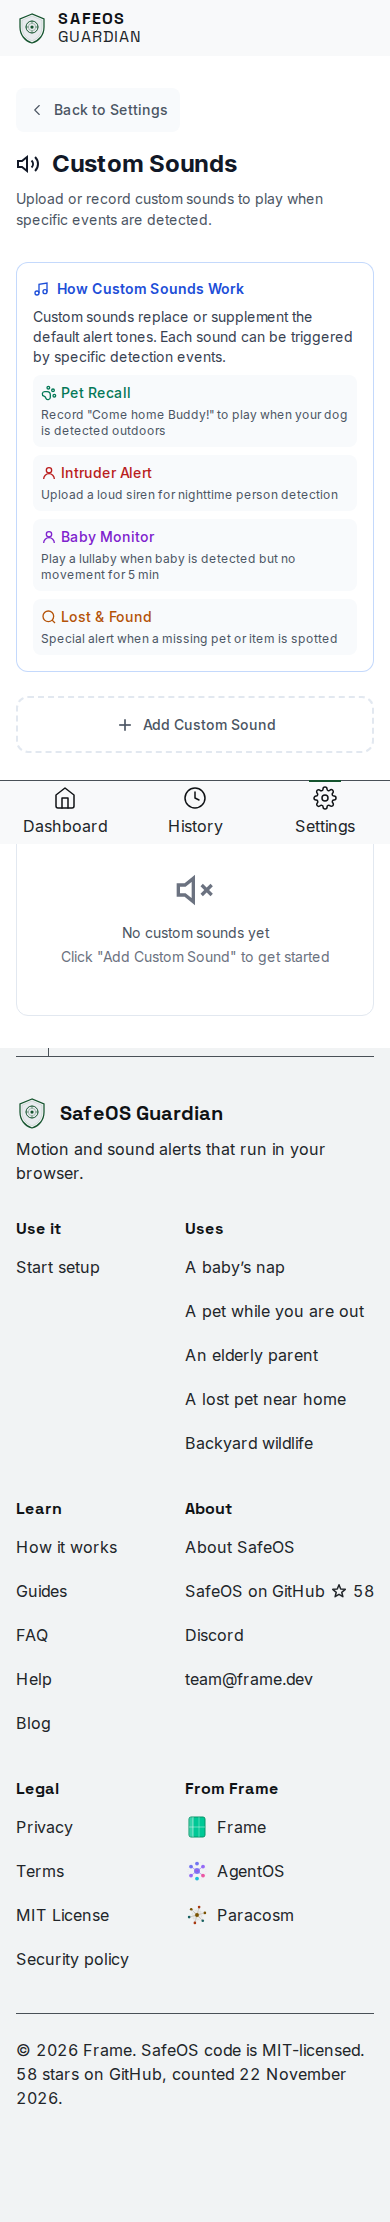 SAFEOS
GUARDIAN
Back to Settings
Custom Sounds
Upload or record custom sounds to play when
specific events are detected.
How Custom Sounds Work
Custom sounds replace or supplement the
default alert tones. Each sound can be triggered
by specific detection events.
Pet Recall
Record "Come home Buddy!" to play when your dog
is detected outdoors
Intruder Alert
Upload a loud siren for nighttime person detection
Baby Monitor
Play a lullaby when baby is detected but no
movement for 5 min
Lost & Found
Special alert when a missing pet or item is spotted
Add Custom Sound
Dashboard
History
Settings
No custom sounds yet
Click "Add Custom Sound" to get started
SafeOS Guardian
Motion and sound alerts that run in your
browser.
Use it
Start setup
Uses
A baby’s nap
A pet while you are out
An elderly parent
A lost pet near home
Backyard wildlife
Learn
How it works
Guides
FAQ
Help
Blog
About
About SafeOS
SafeOS on GitHub ☆ 58
Discord
team@frame.dev
Legal
Privacy
Terms
MIT License
Security policy
From Frame
Frame
AgentOS
Paracosm
© 2026 Frame. SafeOS code is MIT-licensed.
58 stars on GitHub, counted 22 November
2026.